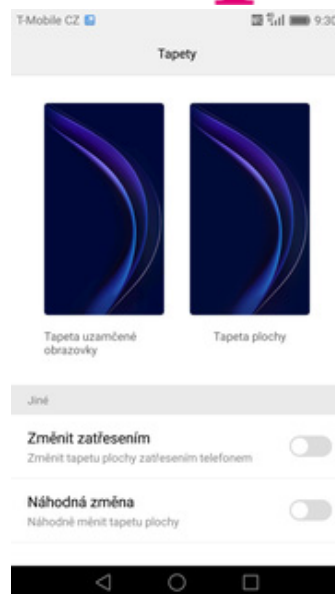 T-Mobile CZ 9:30
Tapety
Tapeta uzamčené
obrazovky
Tapeta plochy
Jiné
Změnit zatřesením
Změnit tapetu plochy zatřesením telefonem
Náhodná změna
Náhodně měnit tapetu plochy